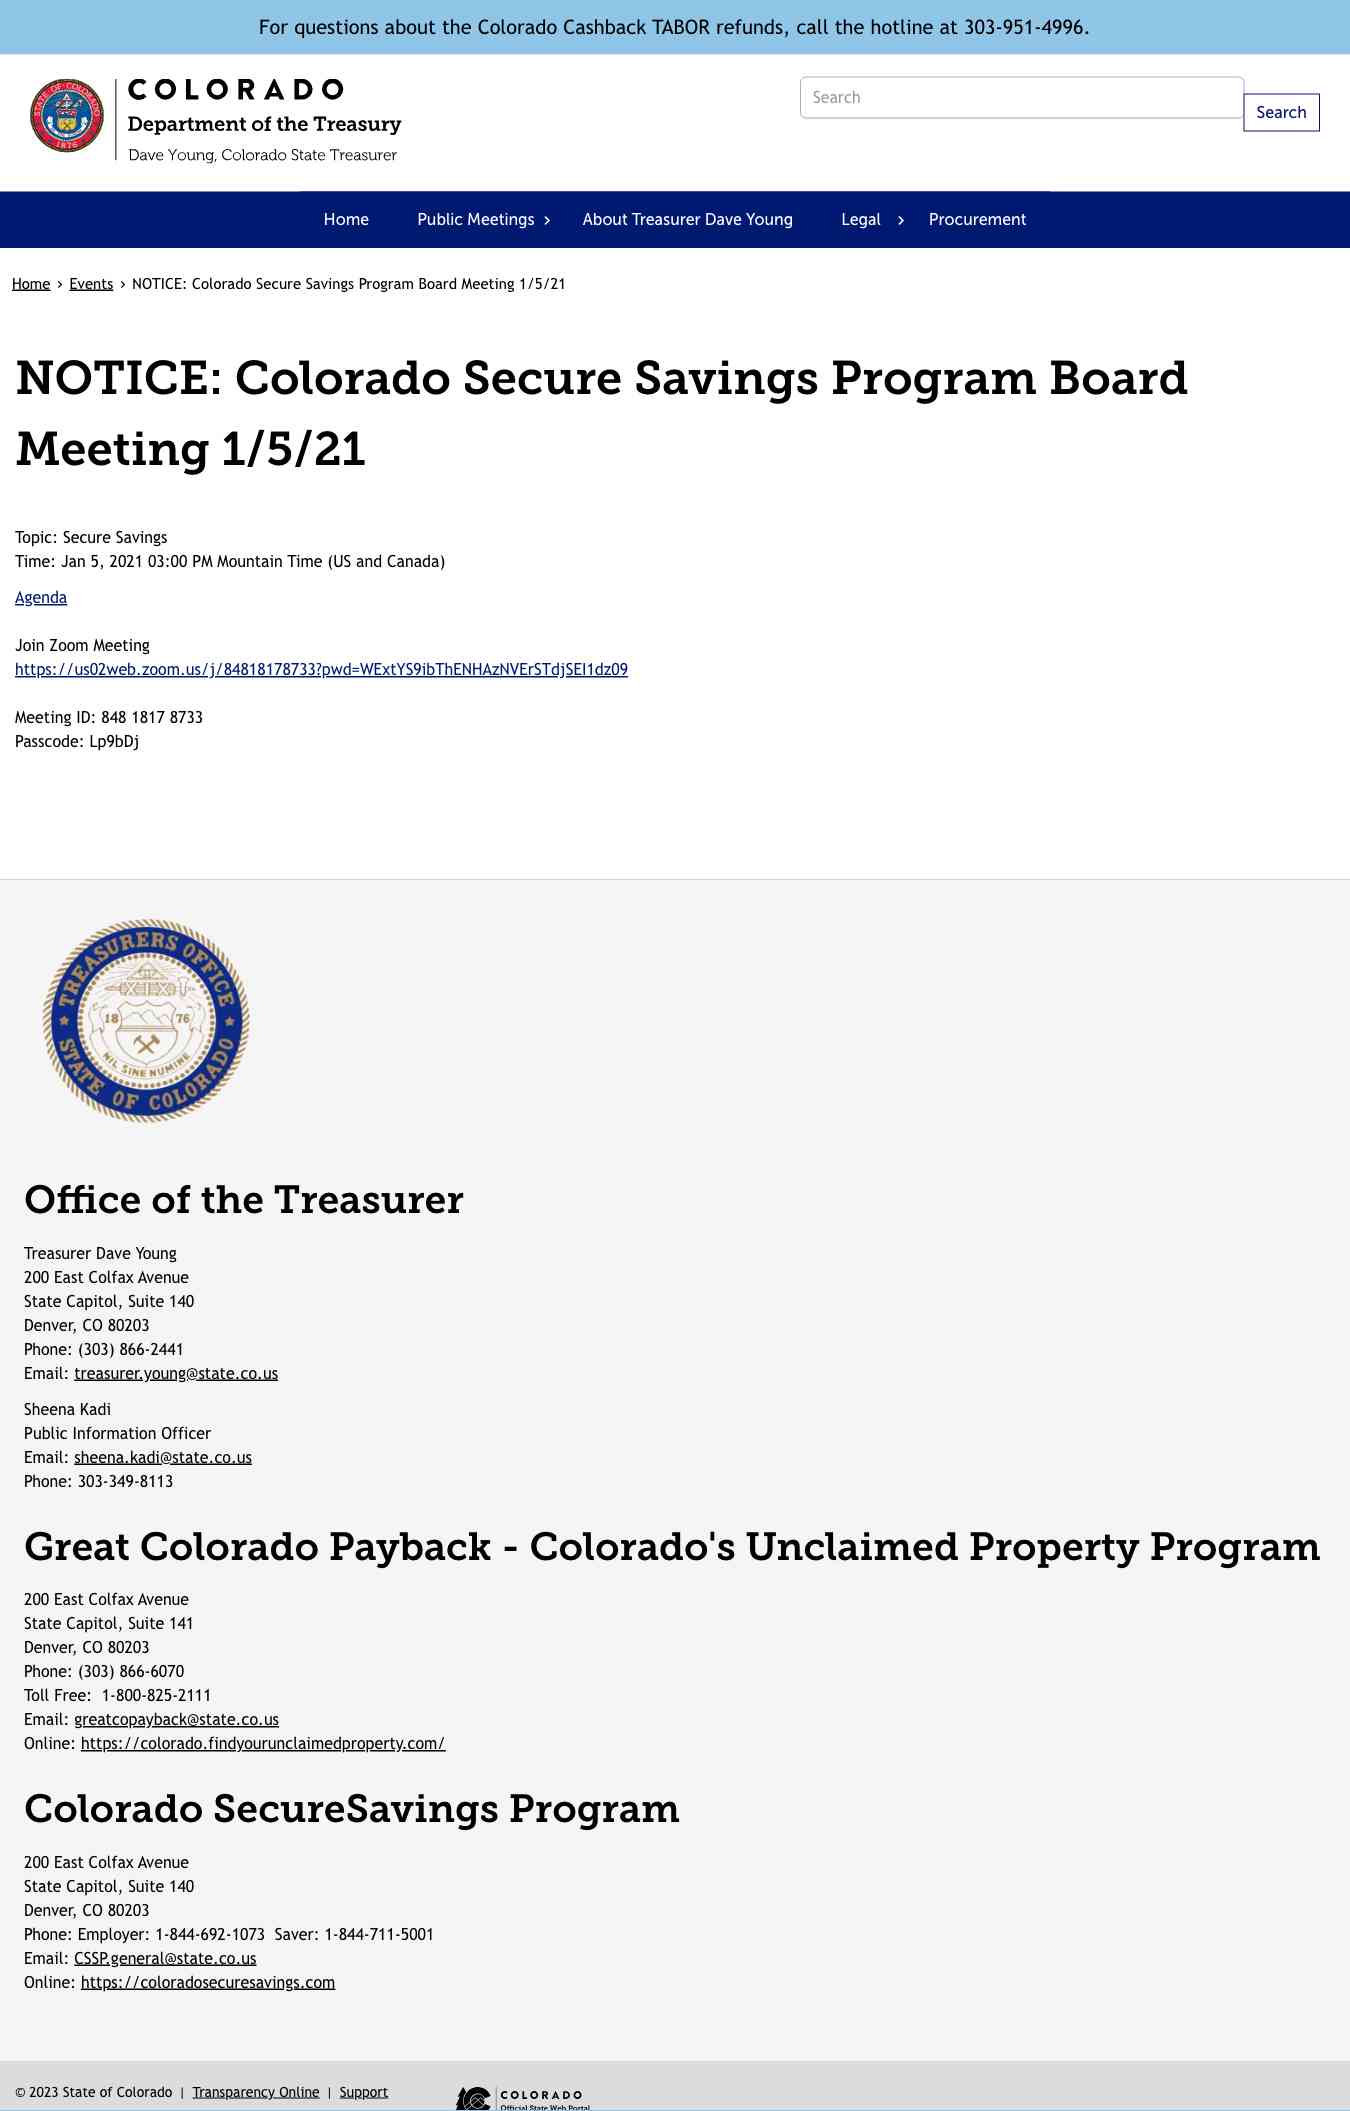 For questions about the Colorado Cashback TABOR refunds, call the hotline at 303-951-4996.
STATE OF COLORADO
1876
COLORADO
Department of the Treasury
Dave Young, Colorado State Treasurer
Search
Search
Home
Public Meetings
About Treasurer Dave Young
Legal
Procurement
Home › Events › NOTICE: Colorado Secure Savings Program Board Meeting 1/5/21
NOTICE: Colorado Secure Savings Program Board
Meeting 1/5/21
Topic: Secure Savings
Time: Jan 5, 2021 03:00 PM Mountain Time (US and Canada)
Agenda
Join Zoom Meeting
https://us02web.zoom.us/j/84818178733?pwd=WExtYS9ibThENHAzNVErSTdjSEI1dz09
Meeting ID: 848 1817 8733
Passcode: Lp9bDj
TREASURERS OFFICE
18 76
NIL SINE NUMINE
STATE OF COLORADO
Office of the Treasurer
Treasurer Dave Young
200 East Colfax Avenue
State Capitol, Suite 140
Denver, CO 80203
Phone: (303) 866-2441
Email: treasurer.young@state.co.us
Sheena Kadi
Public Information Officer
Email: sheena.kadi@state.co.us
Phone: 303-349-8113
Great Colorado Payback - Colorado's Unclaimed Property Program
200 East Colfax Avenue
State Capitol, Suite 141
Denver, CO 80203
Phone: (303) 866-6070
Toll Free:  1-800-825-2111
Email: greatcopayback@state.co.us
Online: https://colorado.findyourunclaimedproperty.com/
Colorado SecureSavings Program
200 East Colfax Avenue
State Capitol, Suite 140
Denver, CO 80203
Phone: Employer: 1-844-692-1073  Saver: 1-844-711-5001
Email: CSSP.general@state.co.us
Online: https://coloradosecuresavings.com
© 2023 State of Colorado | Transparency Online | Support
COLORADO
Official State Web Portal